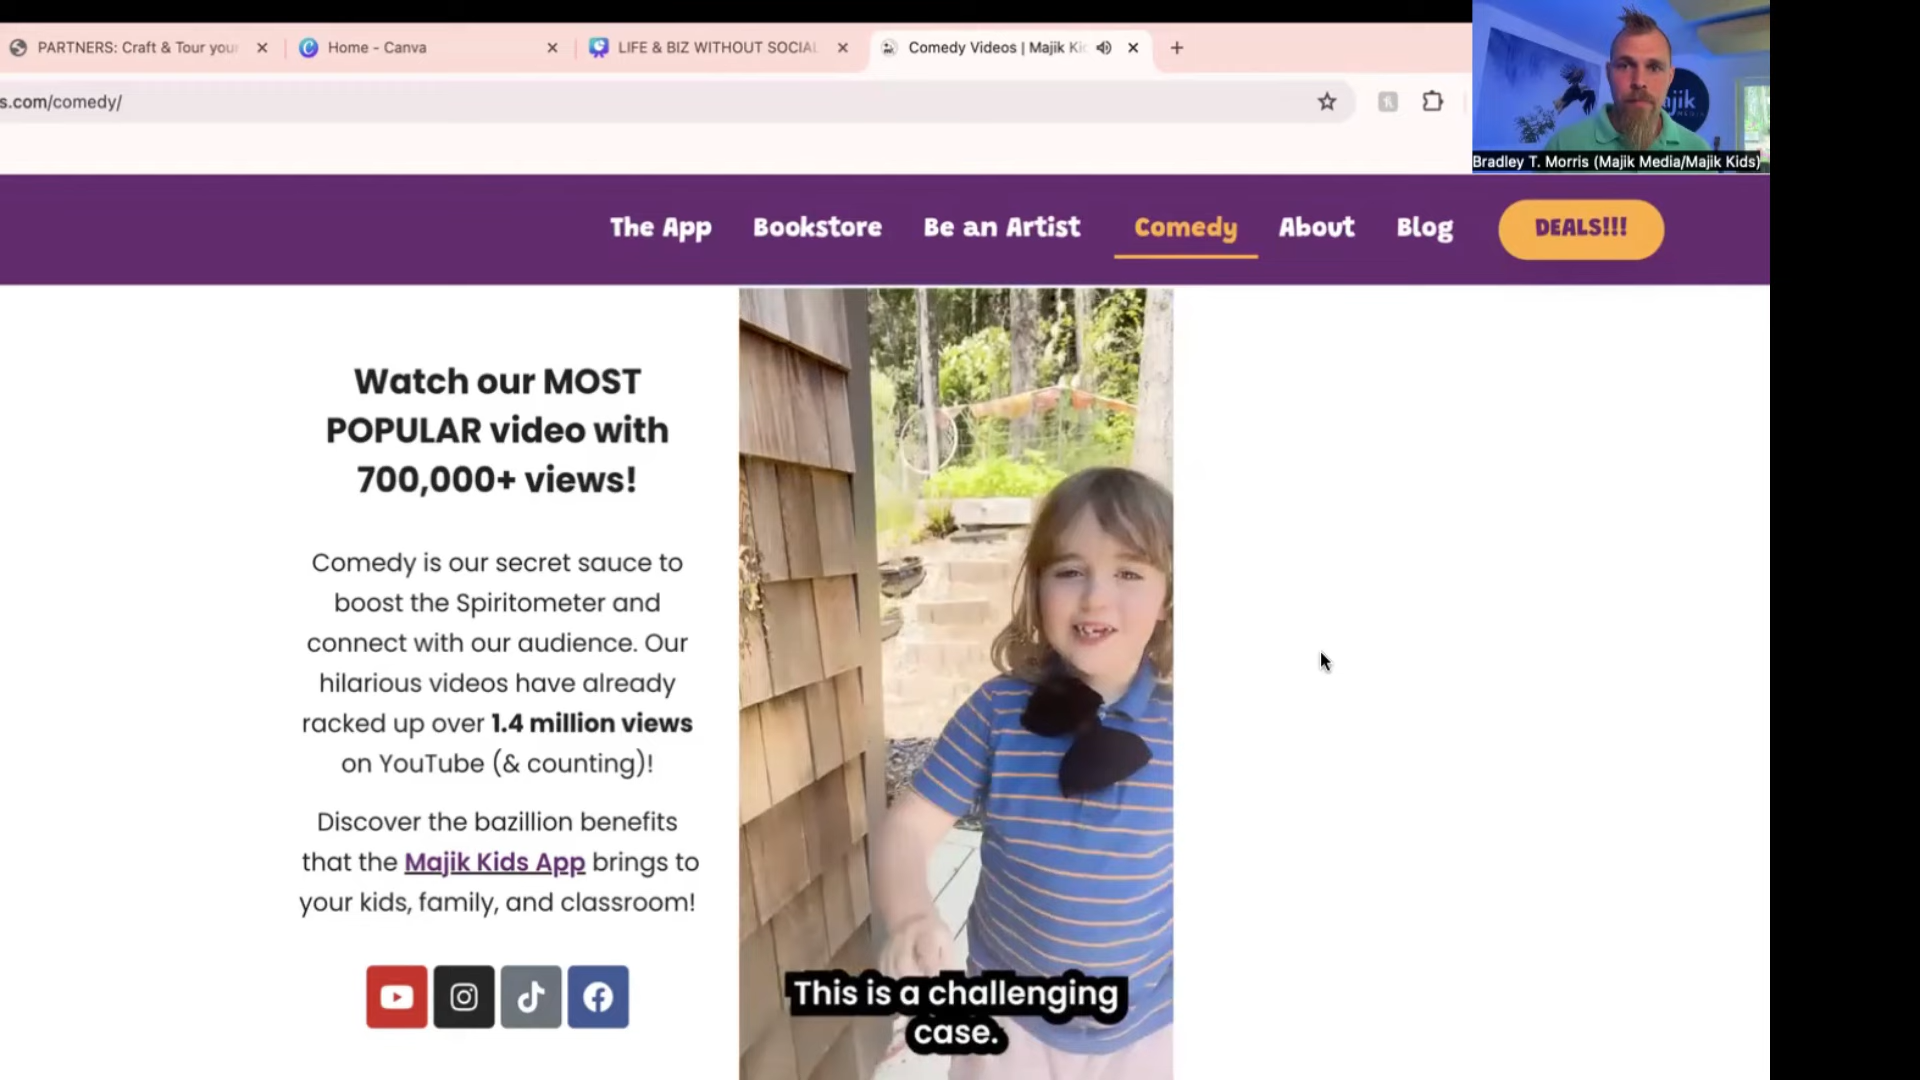 PARTNERS: Craft & Tour your
Home - Canva
LIFE & BIZ WITHOUT SOCIAL
Comedy Videos | Majik Ki
s.com/comedy/
ajik
Bradley T. Morris (Majik Media/Majik Kids)
The App
Bookstore
Be an Artist
Comedy
About
Blog
DEALS!!!
Watch our MOST
POPULAR video with
700,000+ views!
Comedy is our secret sauce to
boost the Spiritometer and
connect with our audience. Our
hilarious videos have already
racked up over 1.4 million views
on YouTube (& counting)!
Discover the bazillion benefits
that the Majik Kids App brings to
your kids, family, and classroom!
This is a challenging
case.